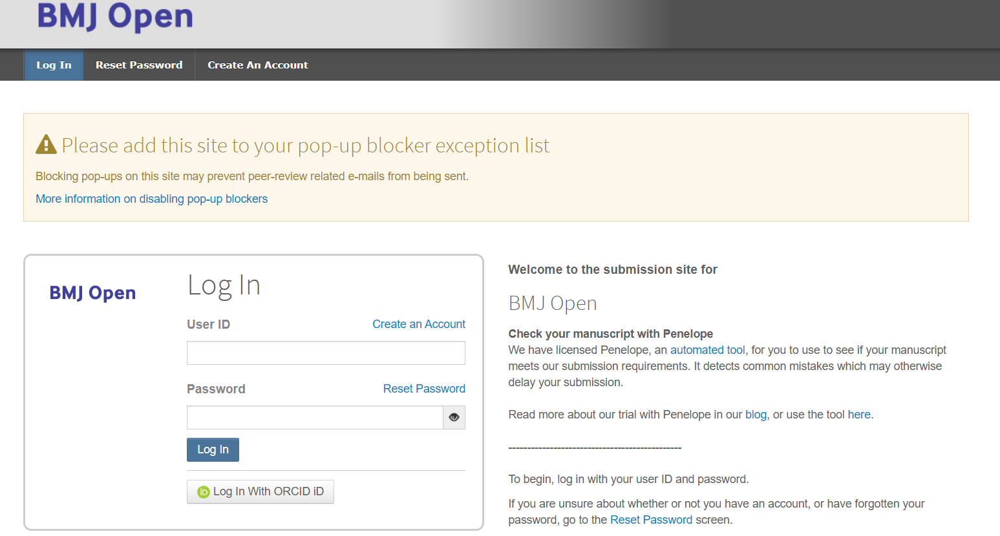 BMJ Open
Log In
Reset Password
Create An Account
Please add this site to your pop-up blocker exception list
Blocking pop-ups on this site may prevent peer-review related e-mails from being sent.
More information on disabling pop-up blockers
BMJ Open
Log In
User ID
Create an Account
Password
Reset Password
Log In
iD Log In With ORCID iD
Welcome to the submission site for
BMJ Open
Check your manuscript with Penelope
We have licensed Penelope, an automated tool, for you to use to see if your manuscript
meets our submission requirements. It detects common mistakes which may otherwise
delay your submission.
Read more about our trial with Penelope in our blog, or use the tool here.
----------------------------------------------
To begin, log in with your user ID and password.
If you are unsure about whether or not you have an account, or have forgotten your
password, go to the Reset Password screen.